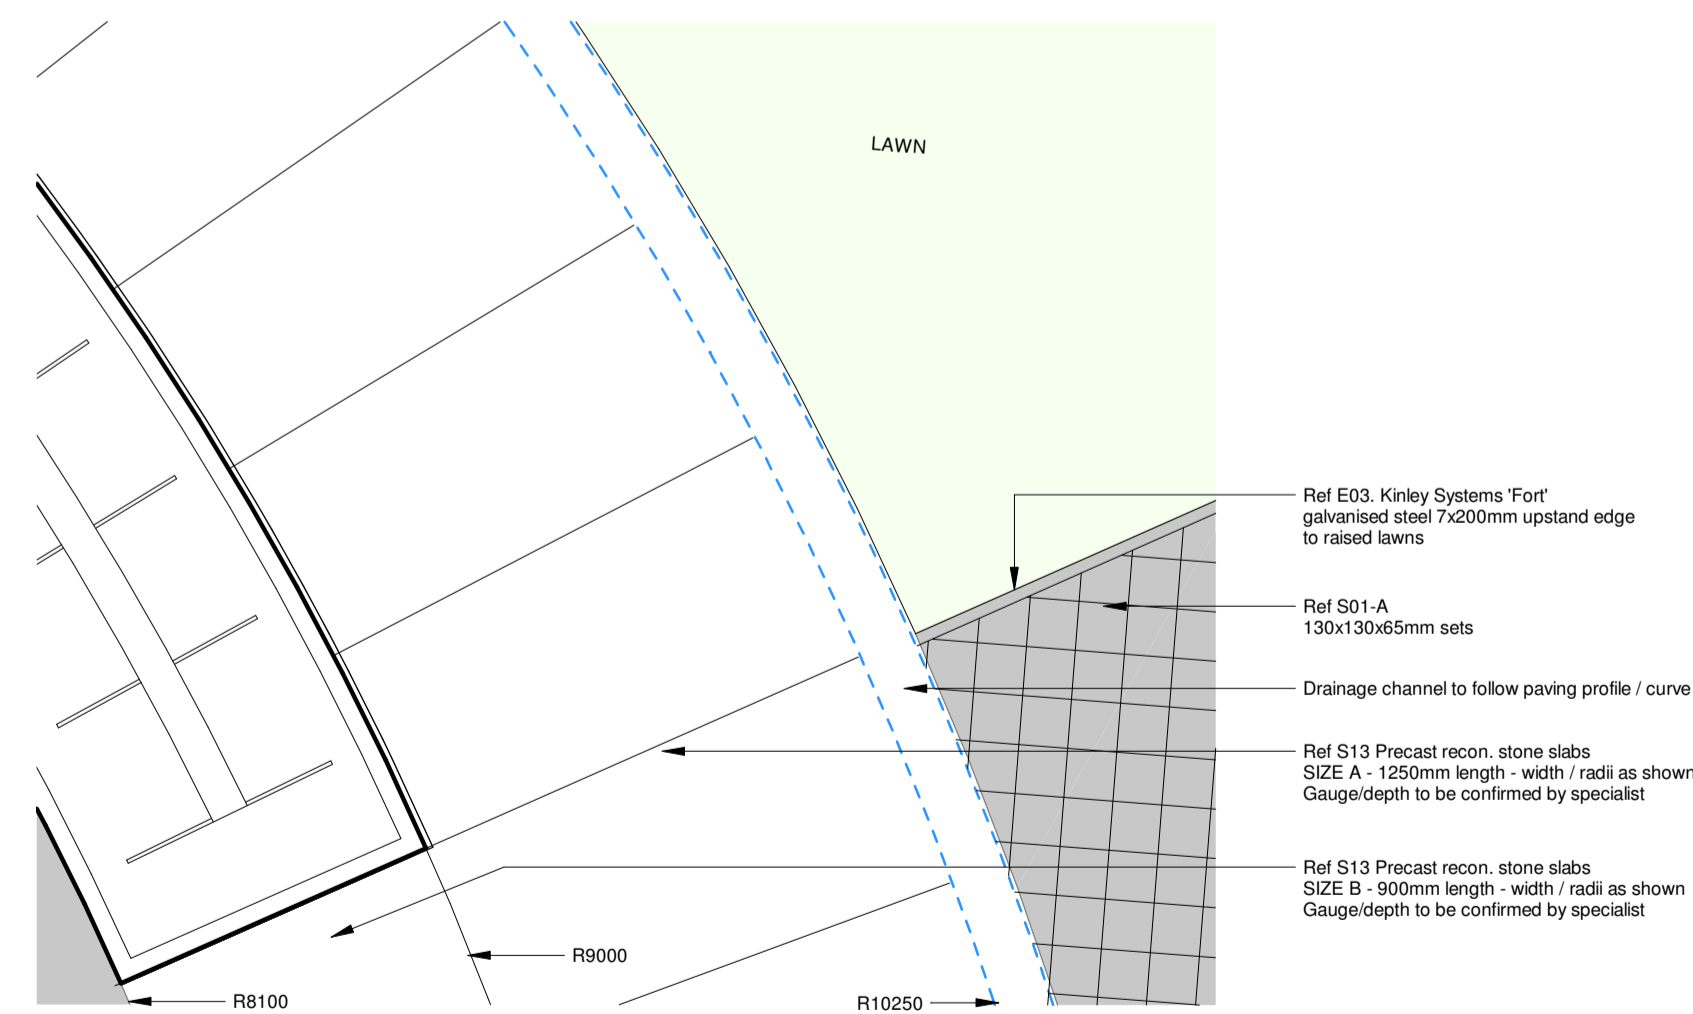 LAWN
Ref E03. Kinley Systems 'Fort'
galvanised steel 7x200mm upstand edge
to raised lawns
Ref S01-A
130x130x65mm sets
Drainage channel to follow paving profile / curve
Ref S13 Precast recon. stone slabs
SIZE A - 1250mm length - width / radii as shown
Gauge/depth to be confirmed by specialist
Ref S13 Precast recon. stone slabs
SIZE B - 900mm length - width / radii as shown
Gauge/depth to be confirmed by specialist
R9000
R8100
R10250